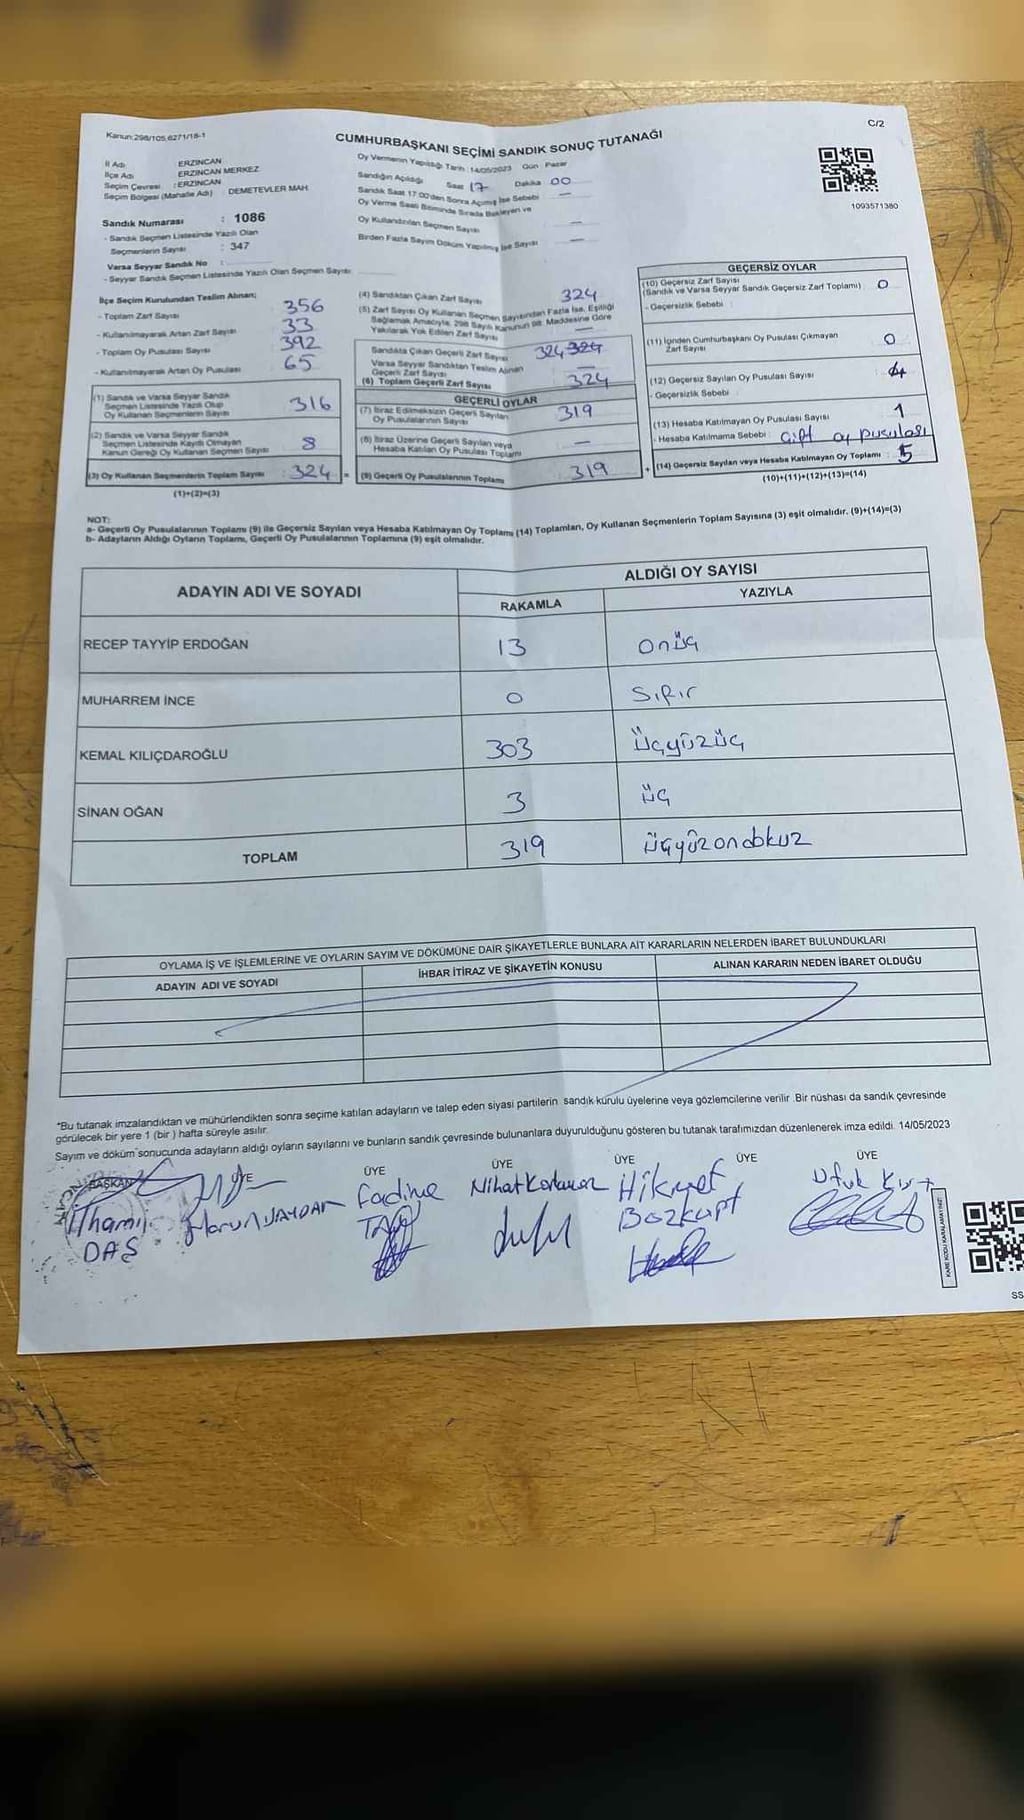 Kanun:298/105,6271/18-1
C/2
CUMHURBAŞKANI SEÇİMİ SANDIK SONUÇ TUTANAĞI
İl Adı : ERZİNCAN
İlçe Adı : ERZİNCAN MERKEZ
Seçim Çevresi : ERZİNCAN
Seçim Bölgesi (Mahalle Adı) : DEMETEVLER MAH
Oy Vermenin Yapıldığı Tarih :14/05/2023 Gün Pazar
Sandığın Açıldığı Saat 17 Dakika 00
Sandık Saat 17:00'den Sonra Açılmış İse Sebebi —
Oy Verme Saati Bitiminde Sırada Bekleyen ve
Oy Kullandırılan Seçmen Sayısı —
Birden Fazla Sayım Döküm Yapılmış İse Sayısı —
1093571380
Sandık Numarası : 1086
- Sandık Seçmen Listesinde Yazılı Olan
Seçmenlerin Sayısı : 347
Varsa Seyyar Sandık No :
- Seyyar Sandık Seçmen Listesinde Yazılı Olan Seçmen Sayısı
İlçe Seçim Kurulundan Teslim Alınan;
- Toplam Zarf Sayısı 356
- Kullanılmayarak Artan Zarf Sayısı 33
- Toplam Oy Pusulası Sayısı 392
- Kullanılmayarak Artan Oy Pusulası 65
(1) Sandık ve Varsa Seyyar Sandık
Seçmen Listesinde Yazılı Olup
Oy Kullanan Seçmenlerin Sayısı 316
(2) Sandık ve Varsa Seyyar Sandık
Seçmen Listesinde Kaydı Olmayan
Kanun Gereği Oy Kullanan Seçmen Sayısı 8
(3) Oy Kullanan Seçmenlerin Toplam Sayısı 324 =
(1)+(2)=(3)
(4) Sandıktan Çıkan Zarf Sayısı 324
(5) Zarf Sayısı Oy Kullanan Seçmen Sayısından Fazla İse, Eşitliği
Sağlamak Amacıyla, 298 Sayılı Kanunun 98. Maddesine Göre
Yakılarak Yok Edilen Zarf Sayısı —
Sandıkta Çıkan Geçerli Zarf Sayısı 324 324
Varsa Seyyar Sandıktan Teslim Alınan
Geçerli Zarf Sayısı —
(6) Toplam Geçerli Zarf Sayısı 324
GEÇERLİ OYLAR
(7) İtiraz Edilmeksizin Geçerli Sayılan
Oy Pusulalarının Sayısı 319
(8) İtiraz Üzerine Geçerli Sayılan veya
Hesaba Katılan Oy Pusulası Toplamı —
(9) Geçerli Oy Pusulalarının Toplamı 319 +
GEÇERSİZ OYLAR
(10) Geçersiz Zarf Sayısı
(Sandık ve Varsa Seyyar Sandık Geçersiz Zarf Toplamı) : 0
- Geçersizlik Sebebi :
(11) İçinden Cumhurbaşkanı Oy Pusulası Çıkmayan
Zarf Sayısı 0
(12) Geçersiz Sayılan Oy Pusulası Sayısı 4
- Geçersizlik Sebebi
(13) Hesaba Katılmayan Oy Pusulası Sayısı 1
- Hesaba Katılmama Sebebi : çift oy pusulası
(14) Geçersiz Sayılan veya Hesaba Katılmayan Oy Toplamı : 5
(10)+(11)+(12)+(13)=(14)
NOT:
a- Geçerli Oy Pusulalarının Toplamı (9) ile Geçersiz Sayılan veya Hesaba Katılmayan Oy Toplamı (14) Toplamları, Oy Kullanan Seçmenlerin Toplam Sayısına (3) eşit olmalıdır. (9)+(14)=(3)
b- Adayların Aldığı Oyların Toplamı, Geçerli Oy Pusulalarının Toplamına (9) eşit olmalıdır.
ADAYIN ADI VE SOYADI
ALDIĞI OY SAYISI
RAKAMLA YAZIYLA
RECEP TAYYİP ERDOĞAN 13 onüç
MUHARREM İNCE 0 Sıfır
KEMAL KILIÇDAROĞLU 303 üçyüzüç
SİNAN OĞAN 3 üç
TOPLAM 319 üçyüzondokuz
OYLAMA İŞ VE İŞLEMLERİNE VE OYLARIN SAYIM VE DÖKÜMÜNE DAİR ŞİKAYETLERLE BUNLARA AİT KARARLARIN NELERDEN İBARET BULUNDUKLARI
ADAYIN ADI VE SOYADI İHBAR İTİRAZ VE ŞİKAYETİN KONUSU ALINAN KARARIN NEDEN İBARET OLDUĞU
*Bu tutanak imzalandıktan ve mühürlendikten sonra seçime katılan adayların ve talep eden siyasi partilerin sandık kurulu üyelerine veya gözlemcilerine verilir .Bir nüshası da sandık çevresinde
görülecek bir yere 1 (bir ) hafta süreyle asılır.
Sayım ve döküm sonucunda adayların aldığı oyların sayılarını ve bunların sandık çevresinde bulunanlara duyurulduğunu gösteren bu tutanak tarafımızdan düzenlenerek imza edildi. 14/05/2023
BAŞKAN ÜYE ÜYE ÜYE ÜYE ÜYE ÜYE
İlhami DAŞ
Harun
Fadime
Nihat
Hikmet Bozkurt
Ufuk Kurt
KARE KODU KARALAMAYINIZ
SS